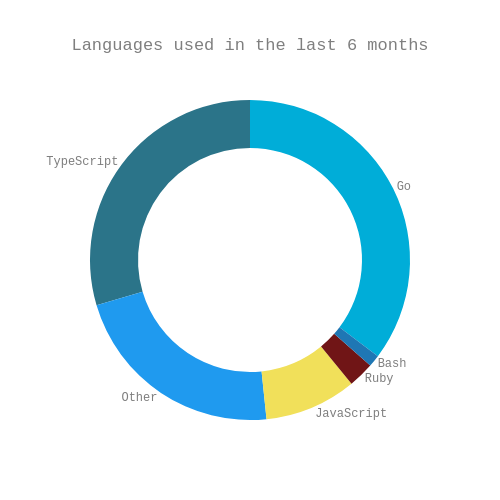 Languages used in the last 6 months
TypeScript
Go
Bash
Ruby
Other
JavaScript